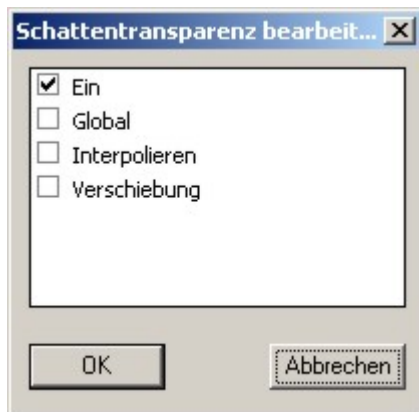 Schattentransparenz bearbeit...
Ein
Global
Interpolieren
Verschiebung
OK
Abbrechen